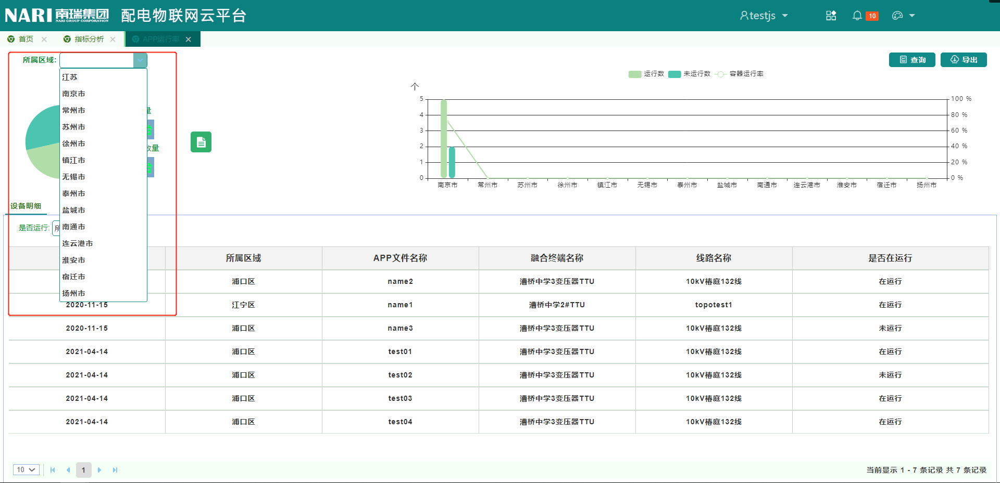 NARI 南瑞集团 NARI GROUP CORPORATION 配电物联网云平台
testjs
10
首页
指标分析
APP运行率
所属区域:
江苏
南京市
常州市
苏州市
徐州市
镇江市
无锡市
泰州市
盐城市
南通市
连云港市
淮安市
宿迁市
扬州市
查询
导出
量
数量
运行数 未运行数 容器运行率
个
5
4
3
2
1
0
100 %
80 %
60 %
40 %
20 %
0 %
南京市 常州市 苏州市 徐州市 镇江市 无锡市 泰州市 盐城市 南通市 连云港市 淮安市 宿迁市 扬州市
设备明细
是否运行: 所
所属区域 APP文件名称 融合终端名称 线路名称 是否在运行
浦口区 name2 漕桥中学3变压器TTU 10kV椿庭132线 在运行
2020-11-15 江宁区 name1 漕桥中学2#TTU topotest1 在运行
2020-11-15 浦口区 name3 漕桥中学3变压器TTU 10kV椿庭132线 未运行
2021-04-14 浦口区 test01 漕桥中学3变压器TTU 10kV椿庭132线 在运行
2021-04-14 浦口区 test02 漕桥中学3变压器TTU 10kV椿庭132线 未运行
2021-04-14 浦口区 test03 漕桥中学3变压器TTU 10kV椿庭132线 在运行
2021-04-14 浦口区 test04 漕桥中学3变压器TTU 10kV椿庭132线 在运行
10
1
当前显示 1 - 7 条记录 共 7 条记录